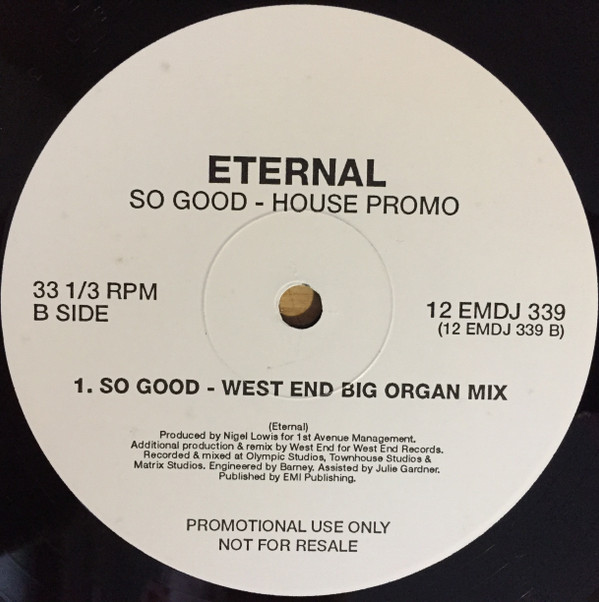 ETERNAL
SO GOOD - HOUSE PROMO
33 1/3 RPM
B SIDE
12 EMDJ 339
(12 EMDJ 339 B)
1. SO GOOD - WEST END BIG ORGAN MIX
(Eternal)
Produced by Nigel Lowis for 1st Avenue Management.
Additional production & remix by West End for West End Records.
Recorded & mixed at Olympic Studios, Townhouse Studios &
Matrix Studios. Engineered by Barney. Assisted by Julie Gardner.
Published by EMI Publishing.
PROMOTIONAL USE ONLY
NOT FOR RESALE